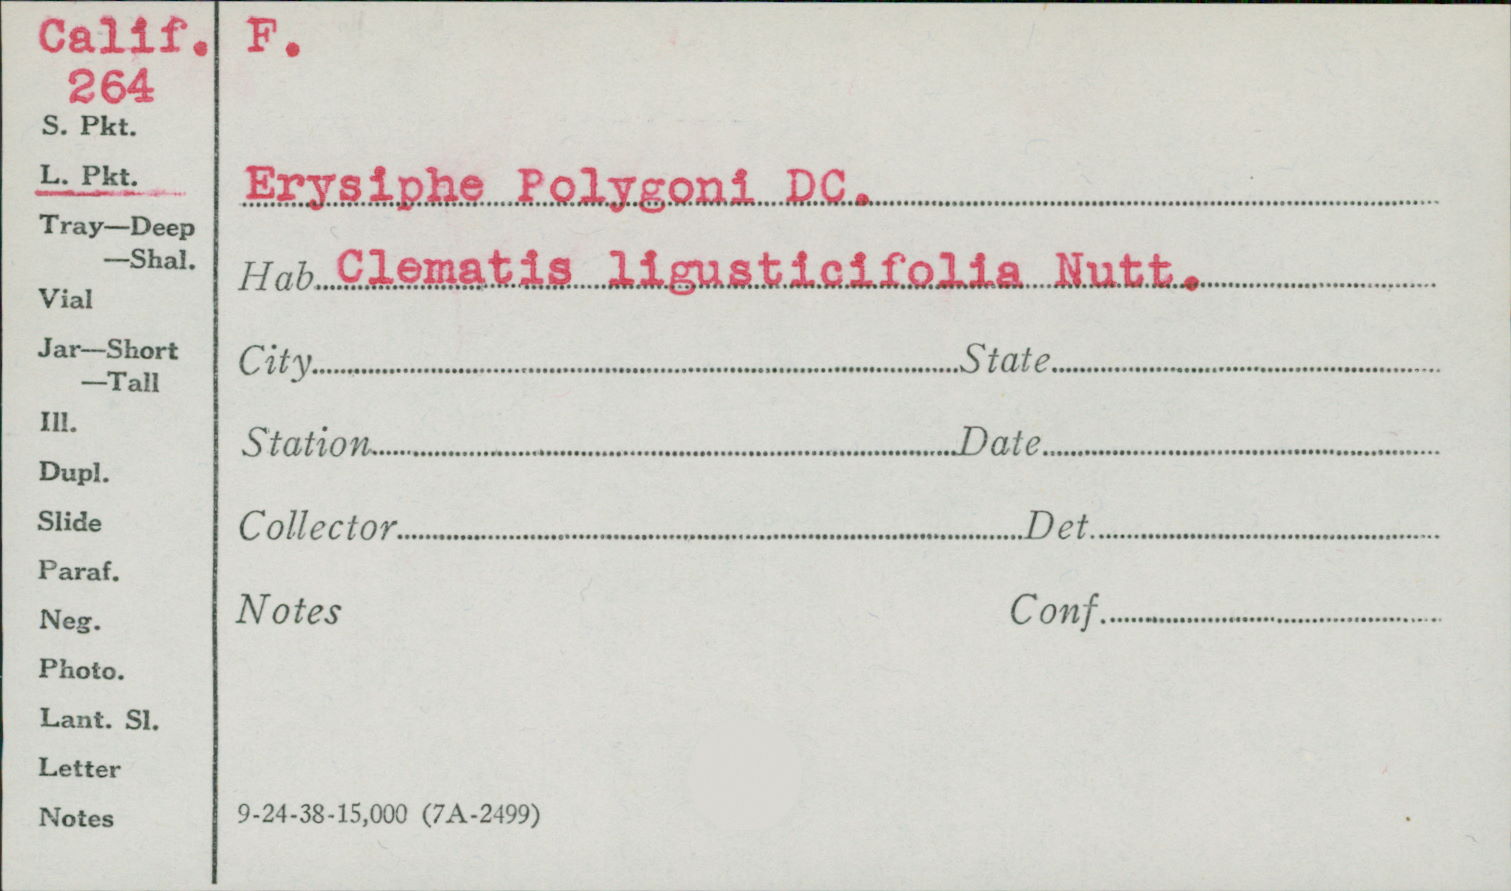 Calif.
264
F.
S. Pkt.
L. Pkt.
Tray—Deep
—Shal.
Vial
Jar—Short
—Tall
Ill.
Dupl.
Slide
Paraf.
Neg.
Photo.
Lant. Sl.
Letter
Notes
Erysiphe Polygoni DC.
Hab. Clematis ligusticifolia Nutt.
City State
Station Date
Collector Det.
Notes Conf.
9-24-38-15,000 (7A-2499)